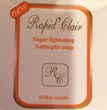 new
Rapid' Clair
Super lightening
Antiseptic soap
RC